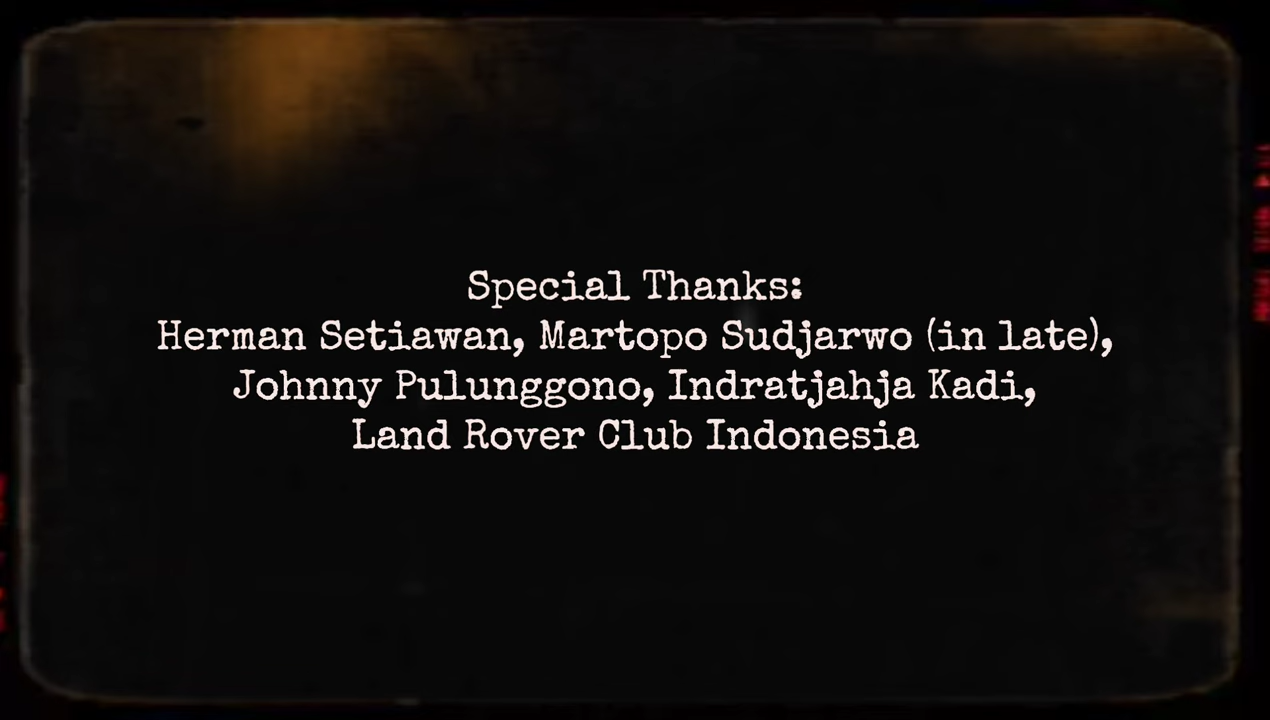 Special Thanks:
Herman Setiawan, Martopo Sudjarwo (in late),
Johnny Pulunggono, Indratjahja Kadi,
Land Rover Club Indonesia